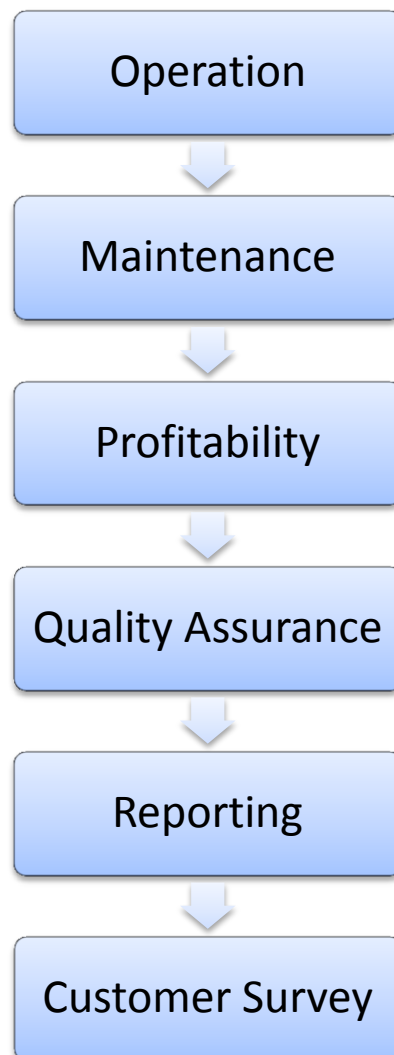 Operation
Maintenance
Profitability
Quality Assurance
Reporting
Customer Survey